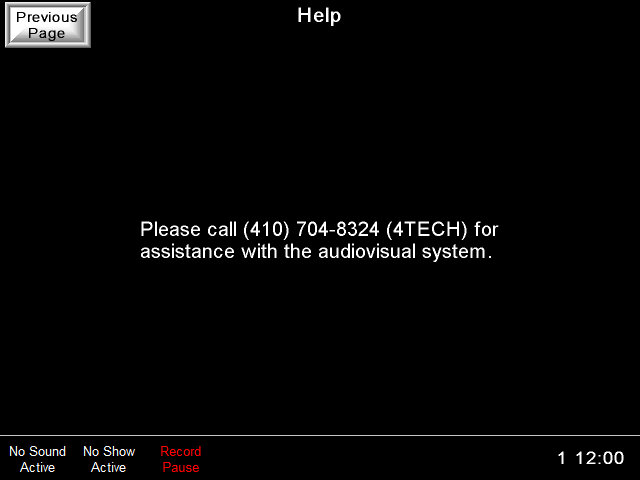 Previous
Page
Help
Please call (410) 704-8324 (4TECH) for
assistance with the audiovisual system.
No Sound
Active
No Show
Active
Record
Pause
1 12:00